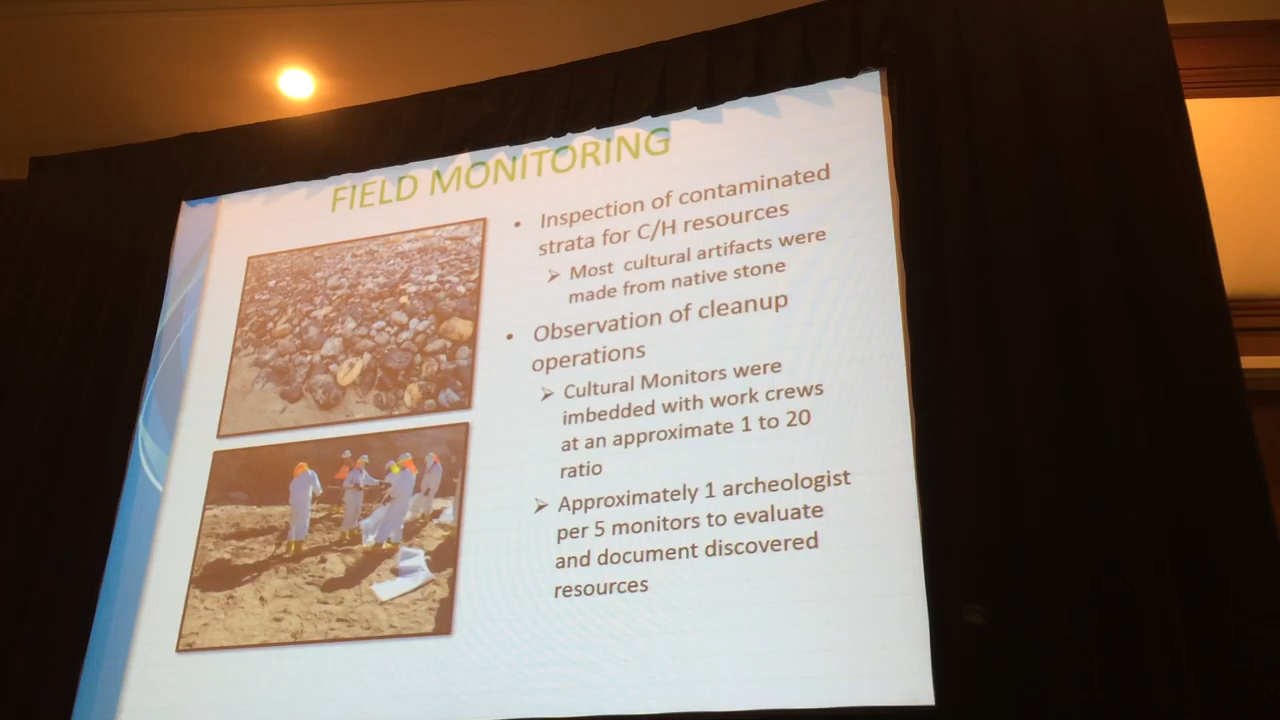 FIELD MONITORING
• Inspection of contaminated
strata for C/H resources
➢ Most cultural artifacts were
made from native stone
• Observation of cleanup
operations
➢ Cultural Monitors were
imbedded with work crews
at an approximate 1 to 20
ratio
➢ Approximately 1 archeologist
per 5 monitors to evaluate
and document discovered
resources